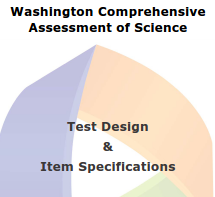 Washington Comprehensive
Assessment of Science
Test Design
&
Item Specifications